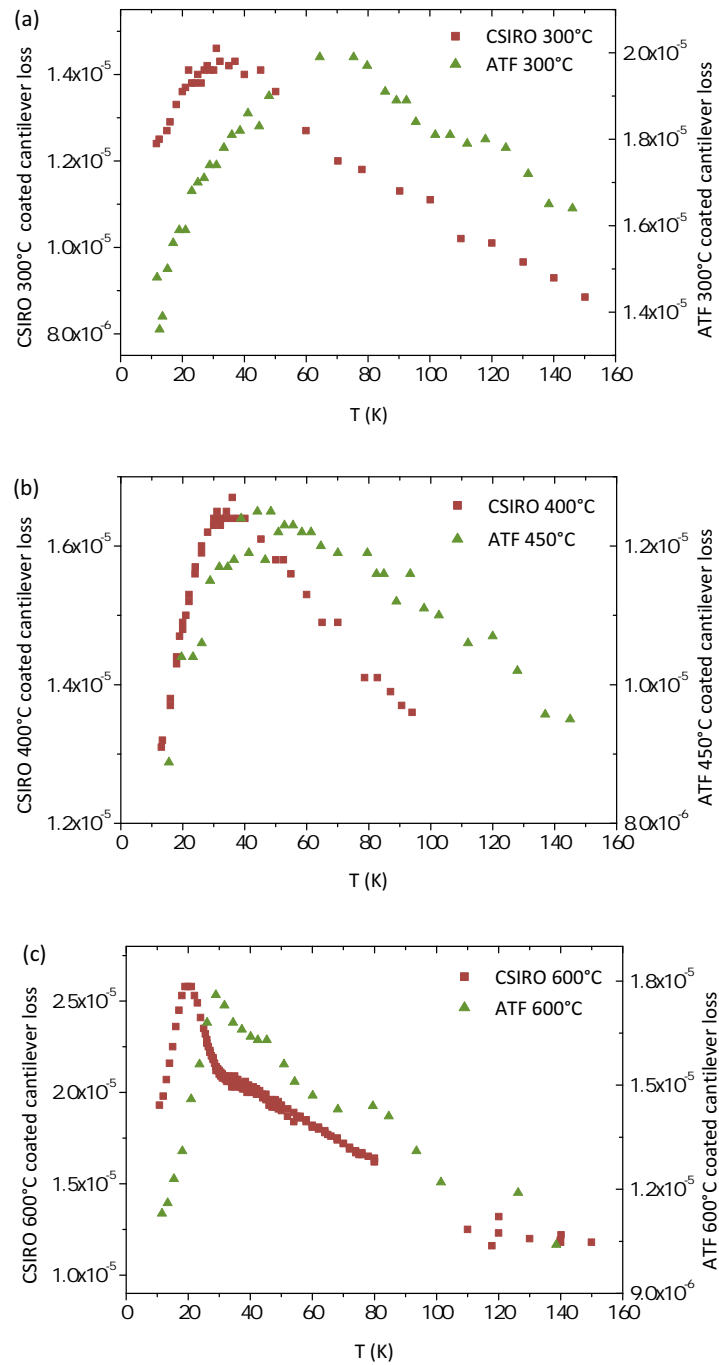 (a)
CSIRO 300°C
ATF 300°C
CSIRO 300°C coated cantilever loss
1.4x10⁻⁵
1.2x10⁻⁵
1.0x10⁻⁵
8.0x10⁻⁶
2.0x10⁻⁵
1.8x10⁻⁵
1.6x10⁻⁵
1.4x10⁻⁵
ATF 300°C coated cantilever loss
0 20 40 60 80 100 120 140 160
T (K)
(b)
CSIRO 400°C
ATF 450°C
CSIRO 400°C coated cantilever loss
1.6x10⁻⁵
1.4x10⁻⁵
1.2x10⁻⁵
1.2x10⁻⁵
1.0x10⁻⁵
8.0x10⁻⁶
ATF 450°C coated cantilever loss
0 20 40 60 80 100 120 140 160
T (K)
(c)
CSIRO 600°C
ATF 600°C
CSIRO 600°C coated cantilever loss
2.5x10⁻⁵
2.0x10⁻⁵
1.5x10⁻⁵
1.0x10⁻⁵
1.8x10⁻⁵
1.5x10⁻⁵
1.2x10⁻⁵
9.0x10⁻⁶
ATF 600°C coated cantilever loss
0 20 40 60 80 100 120 140 160
T (K)